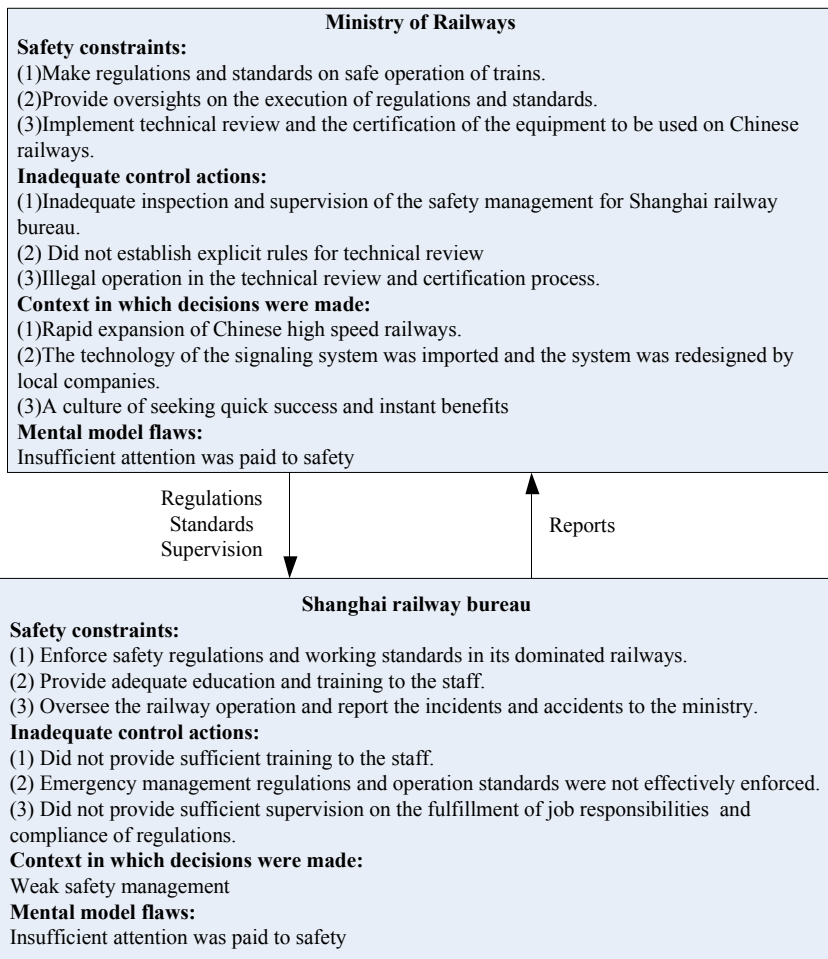 Ministry of Railways
Safety constraints:
(1)Make regulations and standards on safe operation of trains.
(2)Provide oversights on the execution of regulations and standards.
(3)Implement technical review and the certification of the equipment to be used on Chinese
railways.
Inadequate control actions:
(1)Inadequate inspection and supervision of the safety management for Shanghai railway
bureau.
(2) Did not establish explicit rules for technical review
(3)Illegal operation in the technical review and certification process.
Context in which decisions were made:
(1)Rapid expansion of Chinese high speed railways.
(2)The technology of the signaling system was imported and the system was redesigned by
local companies.
(3)A culture of seeking quick success and instant benefits
Mental model flaws:
Insufficient attention was paid to safety
Regulations
Standards
Supervision
Reports
Shanghai railway bureau
Safety constraints:
(1) Enforce safety regulations and working standards in its dominated railways.
(2) Provide adequate education and training to the staff.
(3) Oversee the railway operation and report the incidents and accidents to the ministry.
Inadequate control actions:
(1) Did not provide sufficient training to the staff.
(2) Emergency management regulations and operation standards were not effectively enforced.
(3) Did not provide sufficient supervision on the fulfillment of job responsibilities  and
compliance of regulations.
Context in which decisions were made:
Weak safety management
Mental model flaws:
Insufficient attention was paid to safety